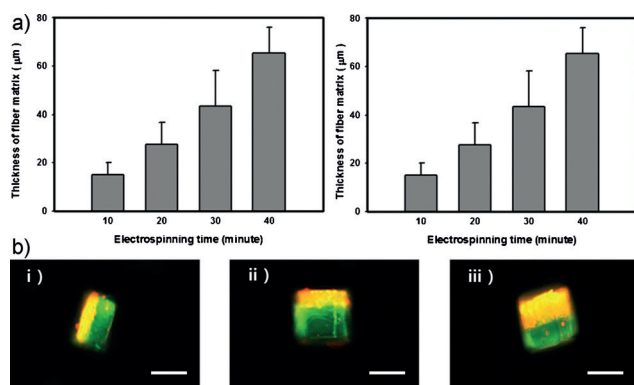 a)
80
60
40
20
0
Thickness of fiber matrix ( μm )
10 20 30 40
Electrospinning time (minute)
80
60
40
20
0
Thickness of fiber matrix ( μm )
10 20 30 40
Electrospinning time (minute)
b)
i )
ii )
iii )